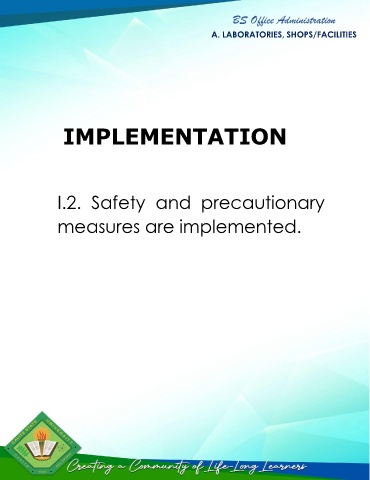 BS Office Administration
A. LABORATORIES, SHOPS/FACILITIES
IMPLEMENTATION
I.2. Safety and precautionary
measures are implemented.
Creating a Community of Life-Long Learners